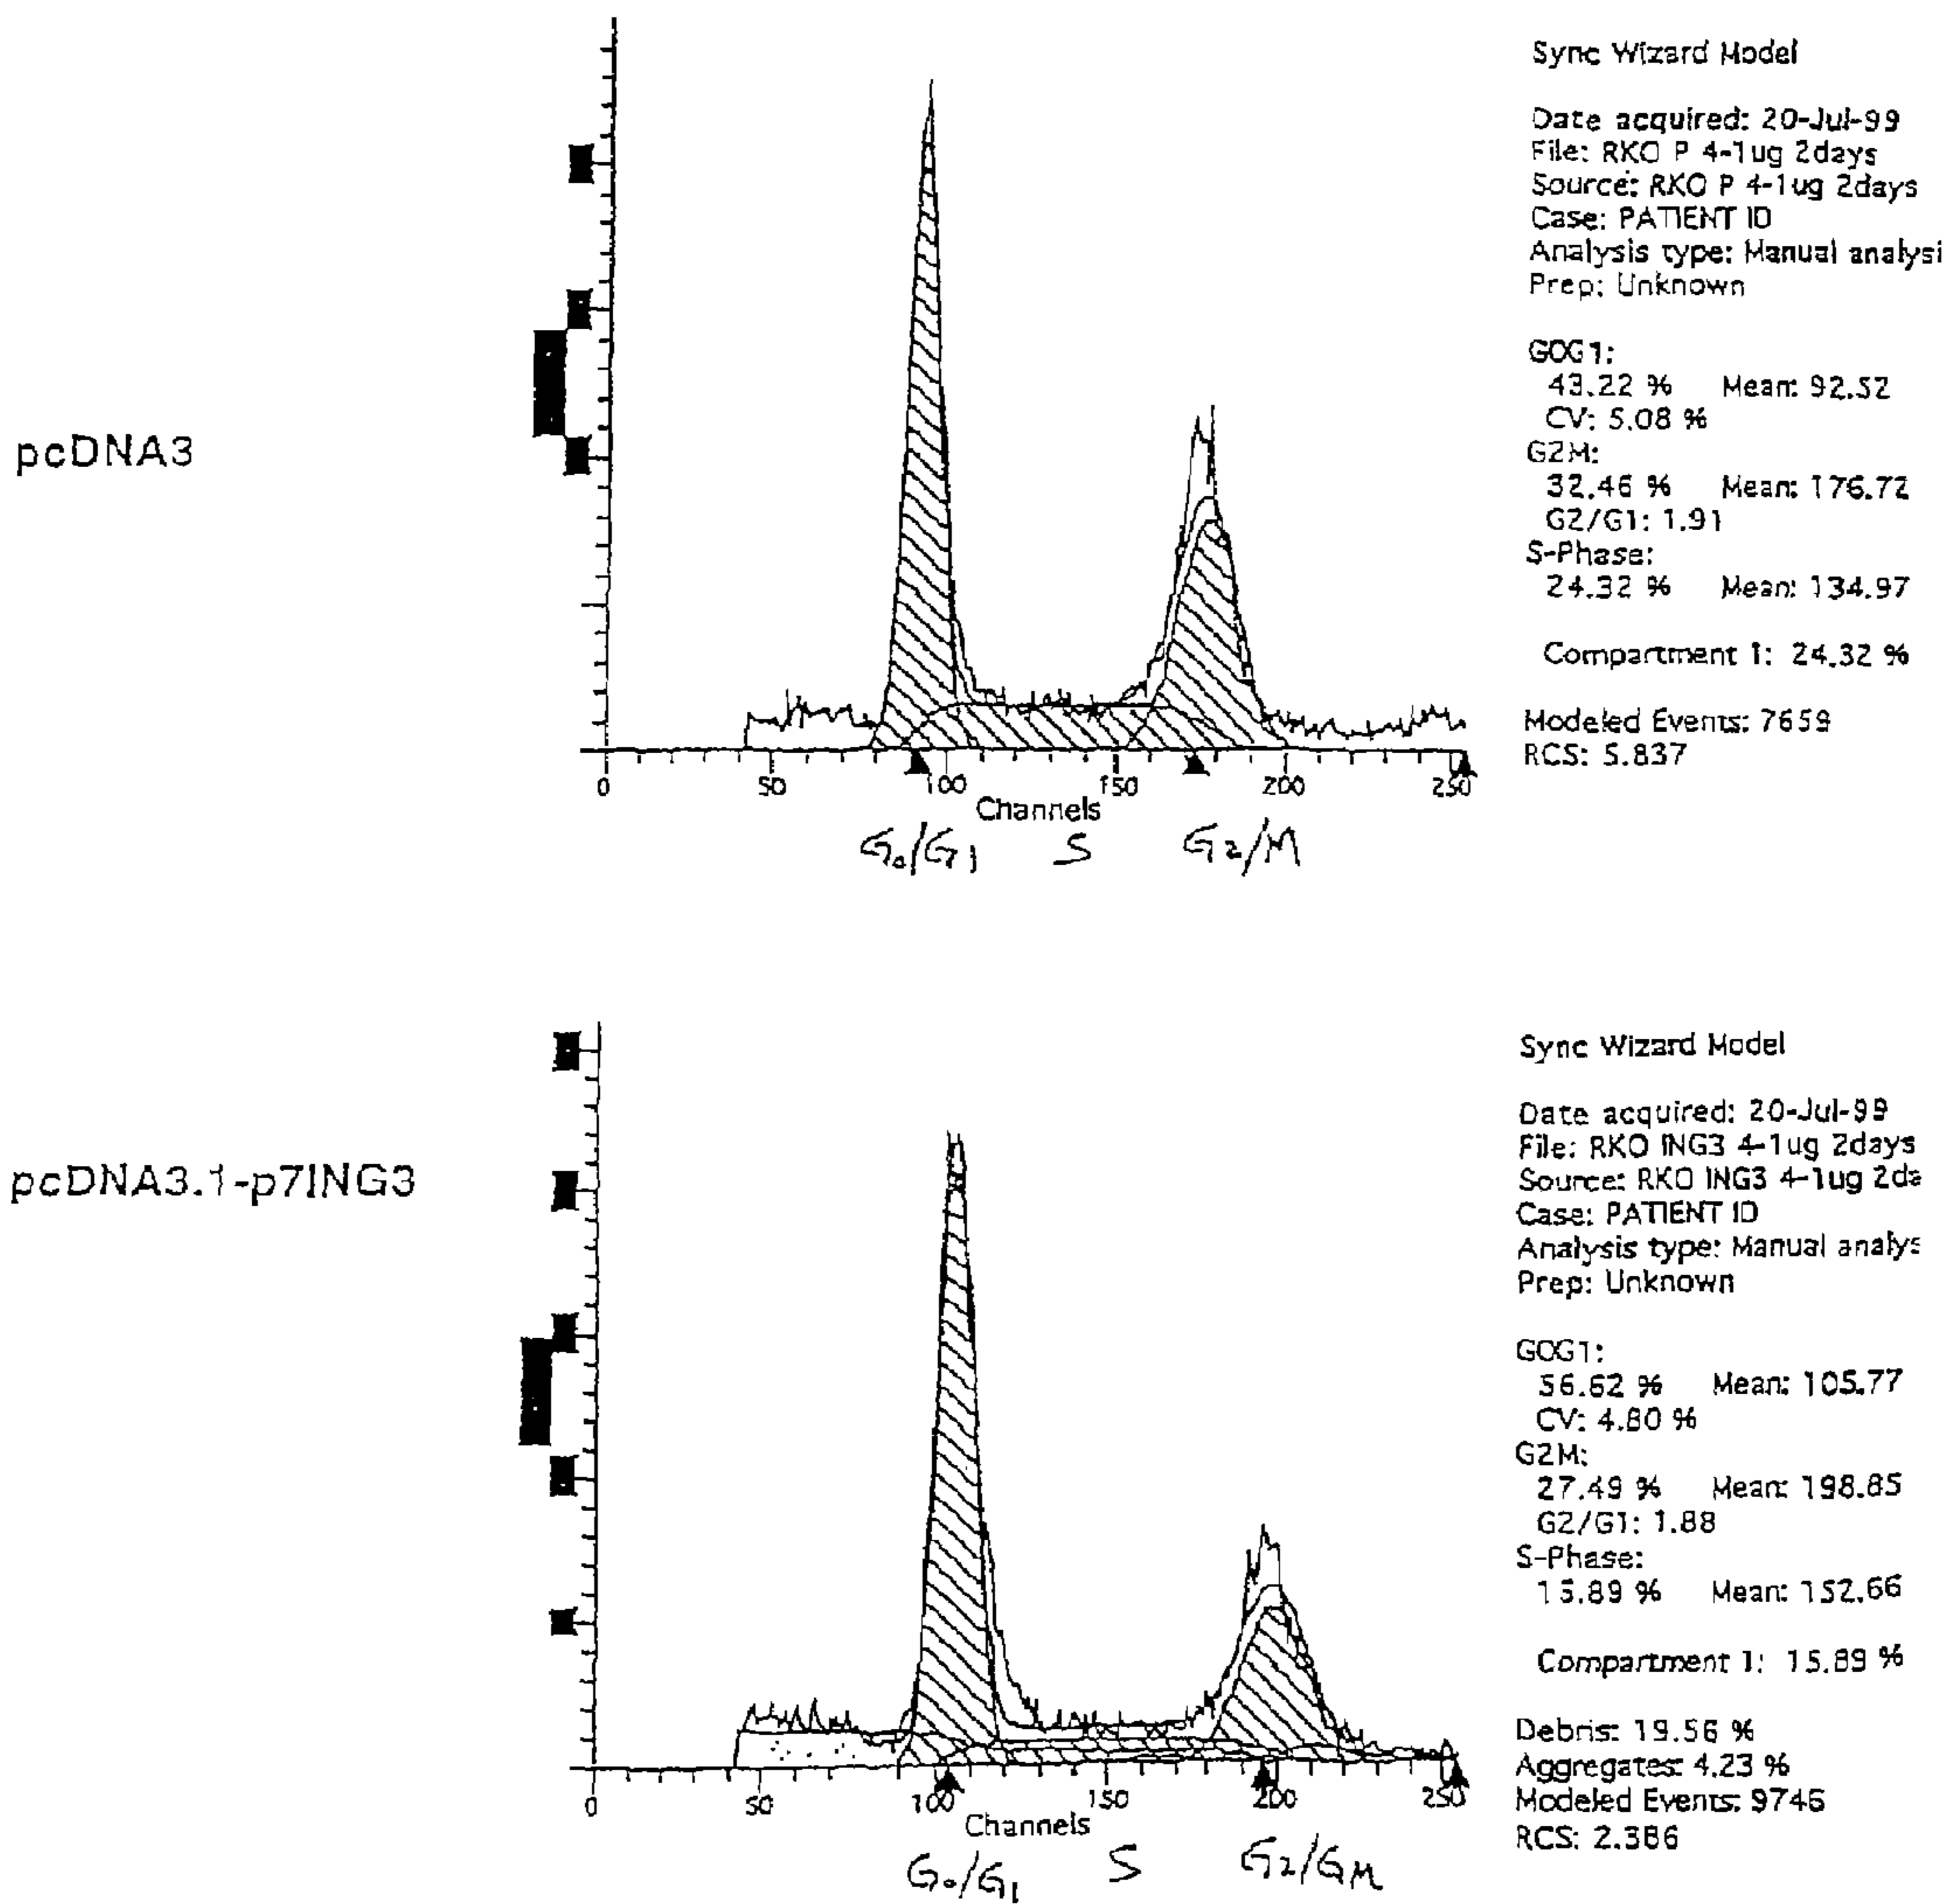 pcDNA3
Sync Wizard Model
Date acquired: 20-Jul-99
File: RKO P 4-1ug 2days
Source: RKO P 4-1ug 2days
Case: PATIENT ID
Analysis type: Manual analysi
Prep: Unknown
G0G1:
43.22 % Mean: 92.52
CV: 5.08 %
G2M:
32.46 % Mean: 176.72
G2/G1: 1.91
S-Phase:
24.32 % Mean: 134.97
Compartment 1: 24.32 %
Modeled Events: 7659
RCS: 5.837
0 50 100 150 200 250
Channels
G₀/G₁ S G₂/M
pcDNA3.1-p7ING3
Sync Wizard Model
Date acquired: 20-Jul-99
File: RKO ING3 4-1ug 2days
Source: RKO ING3 4-1ug 2da
Case: PATIENT ID
Analysis type: Manual analys
Prep: Unknown
G0G1:
56.62 % Mean: 105.77
CV: 4.80 %
G2M:
27.49 % Mean: 198.85
G2/G1: 1.88
S-Phase:
15.89 % Mean: 152.66
Compartment 1: 15.89 %
Debris: 19.56 %
Aggregates: 4.23 %
Modeled Events: 9746
RCS: 2.386
0 50 100 150 200 250
Channels
G₀/G₁ S G₂/GM